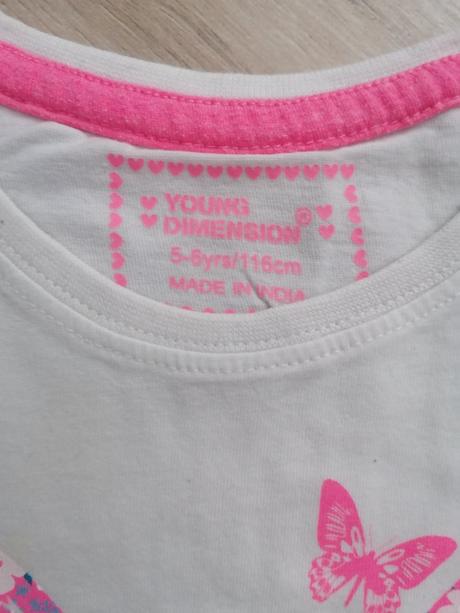 YOUNG
DIMENSION®
5-6yrs/116cm
MADE IN INDIA